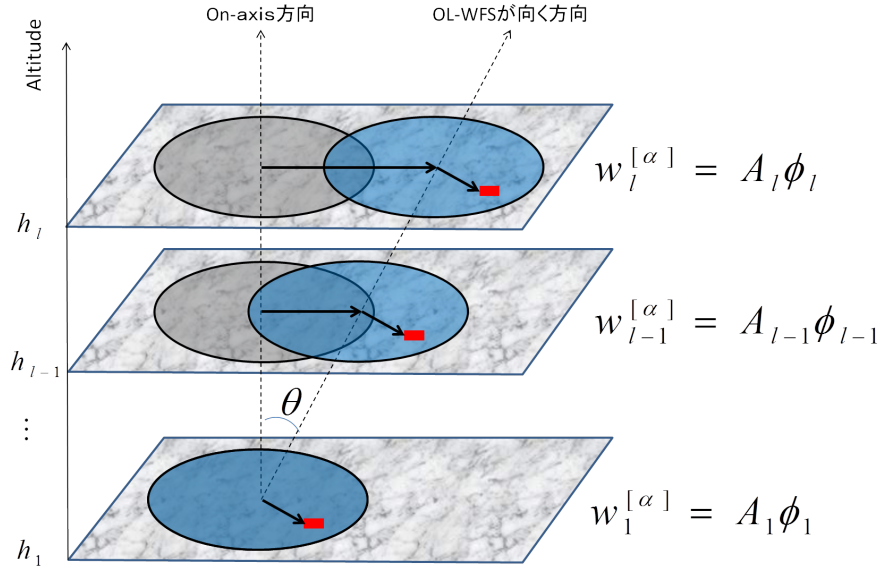 On-axis方向
OL-WFSが向く方向
Altitude
w_l^{[α]} = A_l ϕ_l
h_l
w_{l-1}^{[α]} = A_{l-1} ϕ_{l-1}
h_{l-1}
θ
⋮
w_1^{[α]} = A_1 ϕ_1
h_1